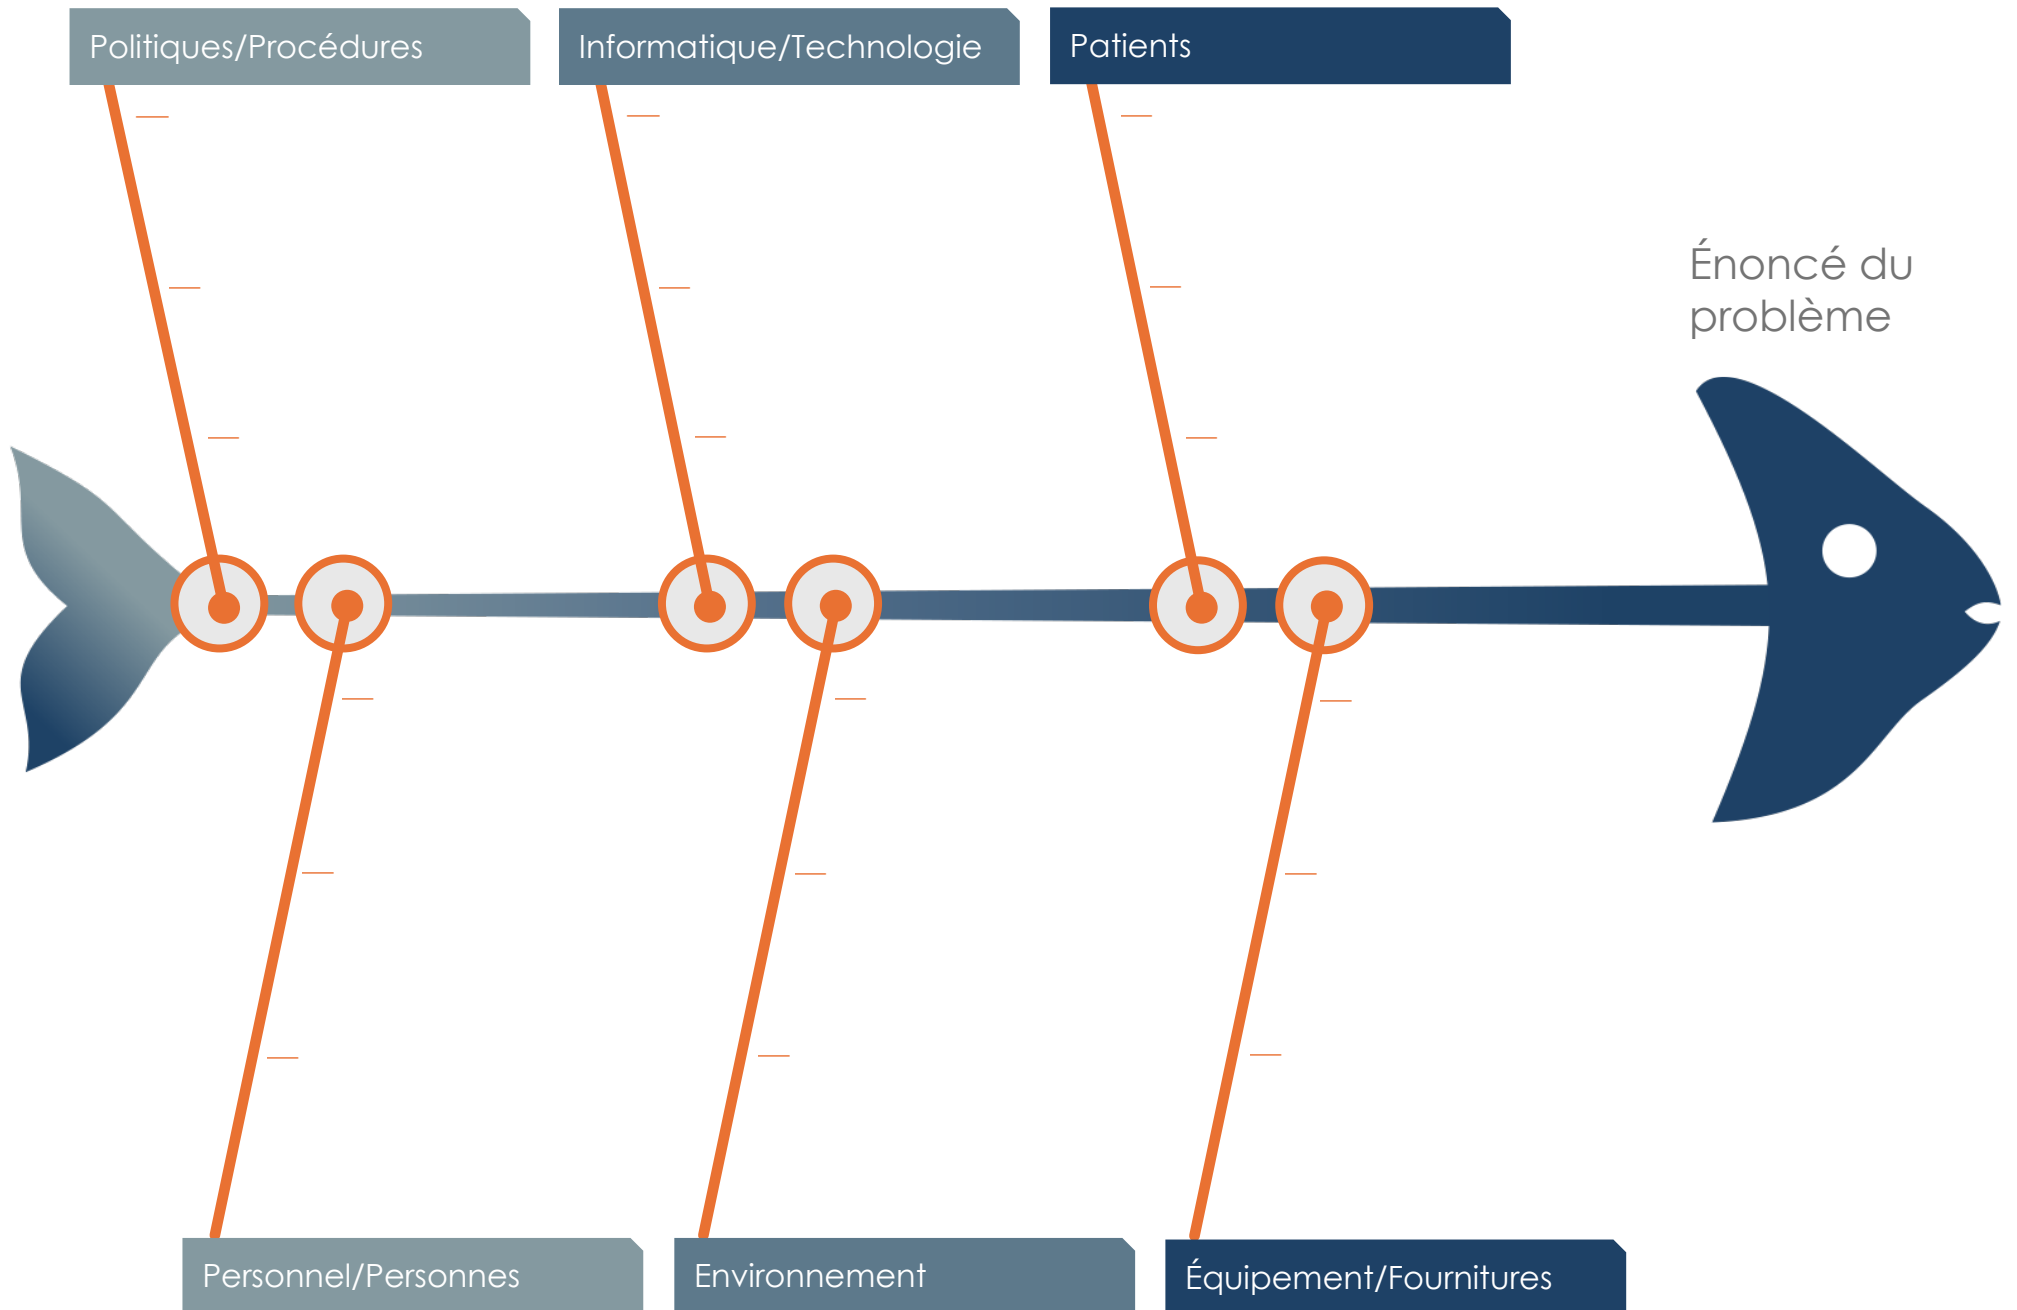 Politiques/Procédures
Informatique/Technologie
Patients
Énoncé du
problème
Personnel/Personnes
Environnement
Équipement/Fournitures